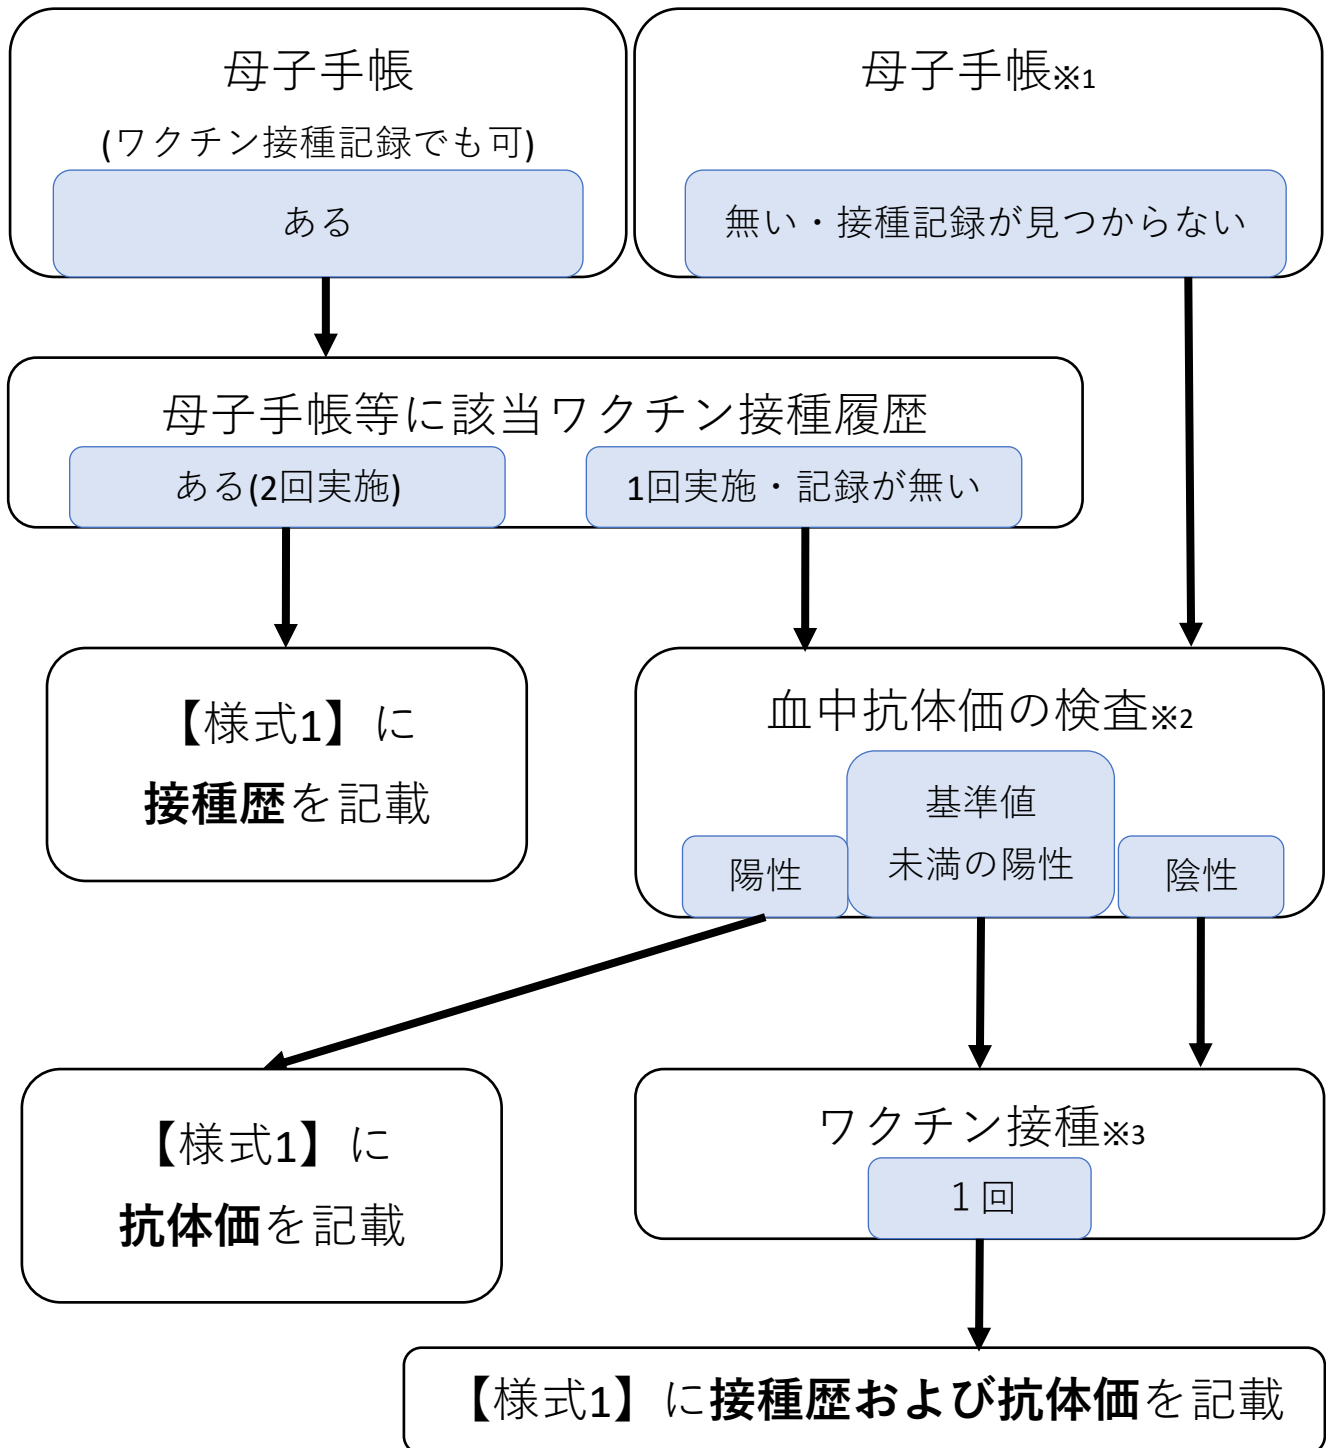 母子手帳
(ワクチン接種記録でも可)
ある
母子手帳※1
無い・接種記録が見つからない
母子手帳等に該当ワクチン接種履歴
ある(2回実施)
1回実施・記録が無い
【様式1】に
接種歴を記載
血中抗体価の検査※2
陽性
基準値
未満の陽性
陰性
【様式1】に
抗体価を記載
ワクチン接種※3
１回
【様式1】に接種歴および抗体価を記載